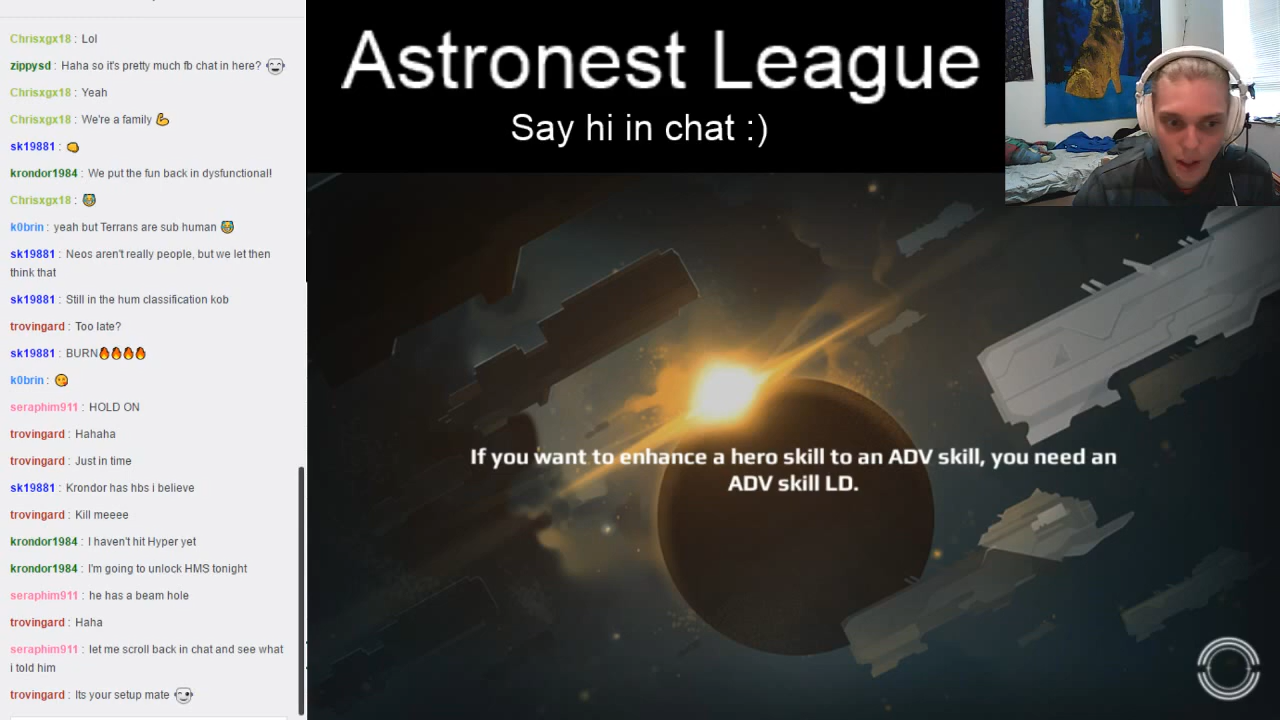 Chrisxgx18 : Lol
zippysd : Haha so it's pretty much fb chat in here?
Chrisxgx18 : Yeah
Chrisxgx18 : We're a family
sk19881 :
krondor1984 : We put the fun back in dysfunctional!
Chrisxgx18 :
k0brin : yeah but Terrans are sub human
sk19881 : Neos aren't really people, but we let then
think that
sk19881 : Still in the hum classification kob
trovingard : Too late?
sk19881 : BURN
k0brin :
seraphim911 : HOLD ON
trovingard : Hahaha
trovingard : Just in time
sk19881 : Krondor has hbs i believe
trovingard : Kill meeee
krondor1984 : I haven't hit Hyper yet
krondor1984 : I'm going to unlock HMS tonight
seraphim911 : he has a beam hole
trovingard : Haha
seraphim911 : let me scroll back in chat and see what
i told him
trovingard : Its your setup mate
Astronest League
Say hi in chat :)
If you want to enhance a hero skill to an ADV skill, you need an
ADV skill LD.